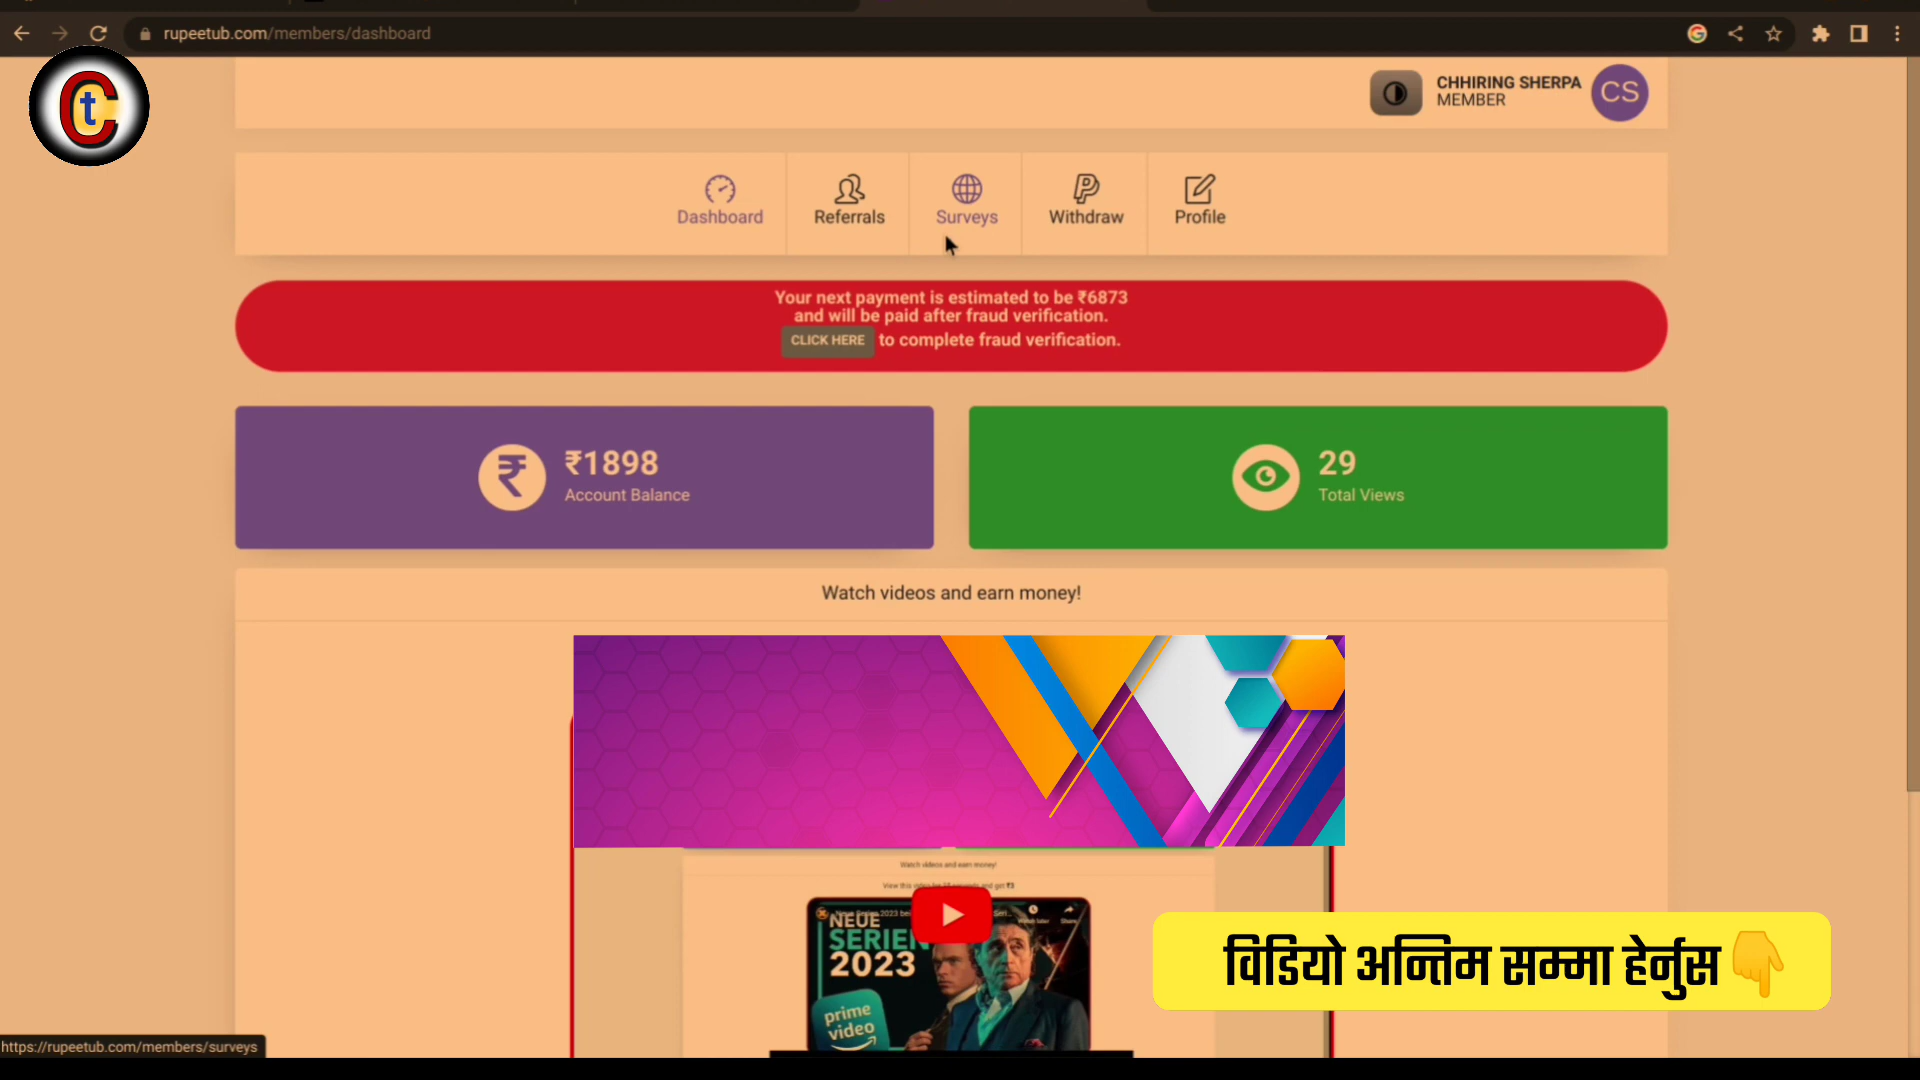 rupeetub.com/members/dashboard
Ct
CHHIRING SHERPA
MEMBER
CS
Dashboard
Referrals
Surveys
Withdraw
Profile
Your next payment is estimated to be ₹6873
and will be paid after fraud verification.
CLICK HERE to complete fraud verification.
₹1898
Account Balance
29
Total Views
Watch videos and earn money!
Watch videos and earn money!
NEUE
SERIEN
2023
prime
video
विडियो अन्तिम सम्मा हेर्नुस👇
https://rupeetub.com/members/surveys